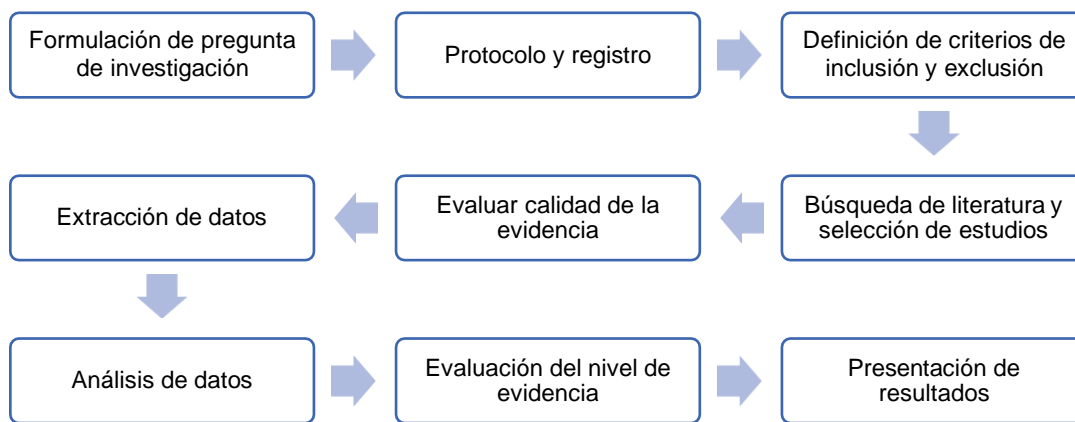 Formulación de pregunta
de investigación
Protocolo y registro
Definición de criterios de
inclusión y exclusión
Búsqueda de literatura y
selección de estudios
Evaluar calidad de la
evidencia
Extracción de datos
Análisis de datos
Evaluación del nivel de
evidencia
Presentación de
resultados